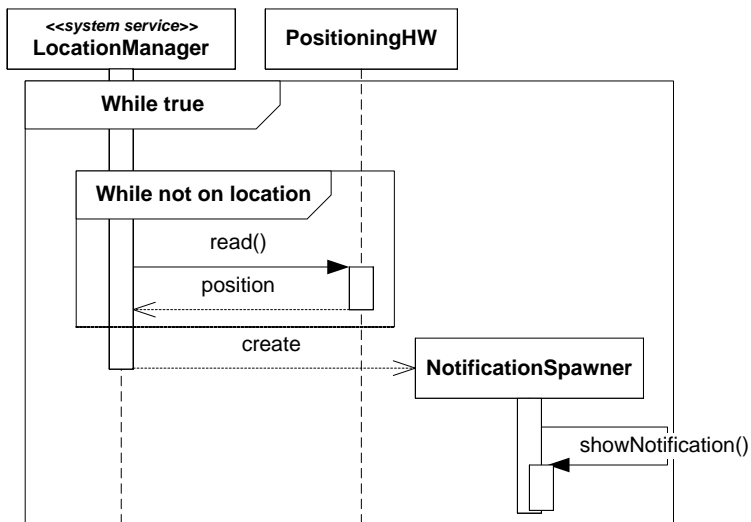 <<system service>>
LocationManager
PositioningHW
While true
While not on location
read()
position
create
NotificationSpawner
showNotification()